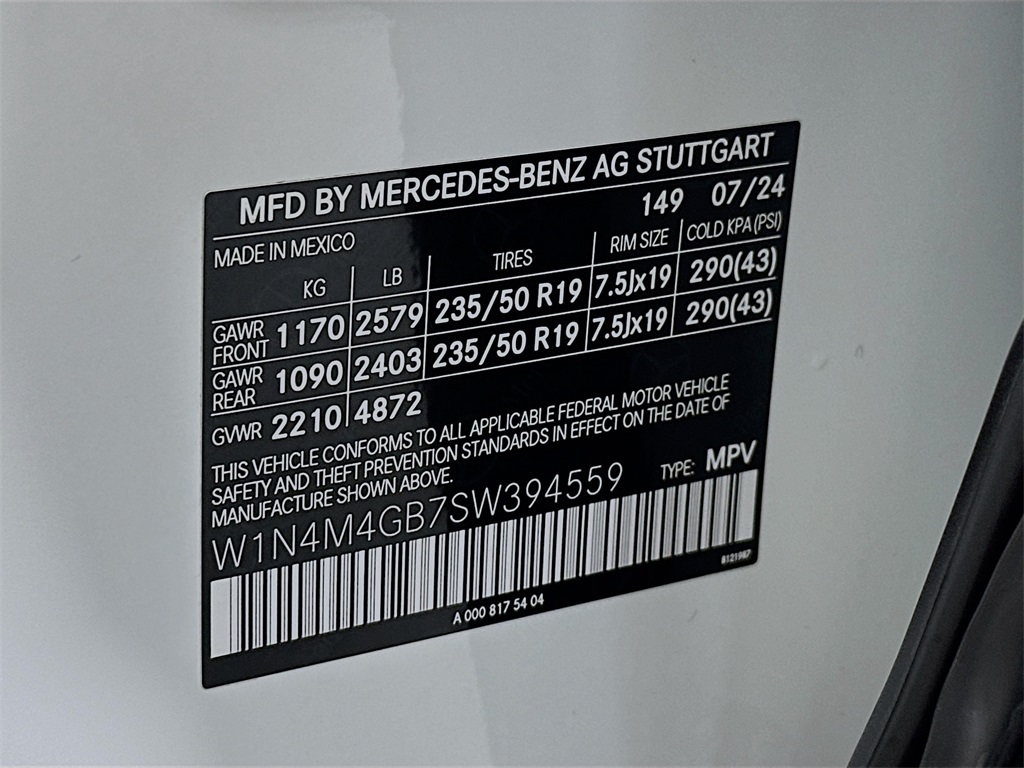 MFD BY MERCEDES-BENZ AG STUTTGART
MADE IN MEXICO 149 07/24
KG LB TIRES RIM SIZE COLD KPA (PSI)
GAWR FRONT 1170 2579 235/50 R19 7.5Jx19 290(43)
GAWR REAR 1090 2403 235/50 R19 7.5Jx19 290(43)
GVWR 2210 4872
THIS VEHICLE CONFORMS TO ALL APPLICABLE FEDERAL MOTOR VEHICLE
SAFETY AND THEFT PREVENTION STANDARDS IN EFFECT ON THE DATE OF
MANUFACTURE SHOWN ABOVE.
W1N4M4GB7SW394559 TYPE: MPV
A 000 817 54 04 8121987